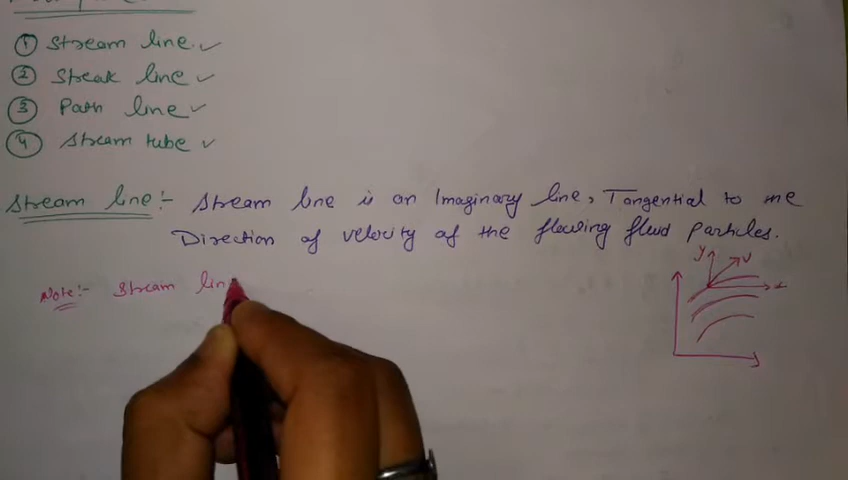 ① Stream line. ✓
② Streak line ✓
③ Path line ✓
④ Stream tube ✓
Stream line :- Stream line is an Imaginary line, Tangential to the
Direction of velocity of the flowing fluid particles.
y v
x
Note:- Stream lin